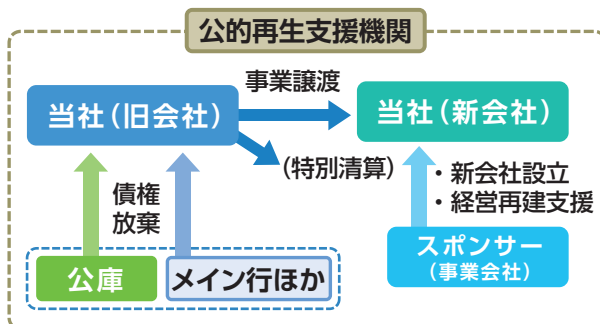 公的再生支援機関
事業譲渡
当社（旧会社）
当社（新会社）
（特別清算）
・新会社設立
・経営再建支援
債権
放棄
公庫
メイン行ほか
スポンサー
（事業会社）